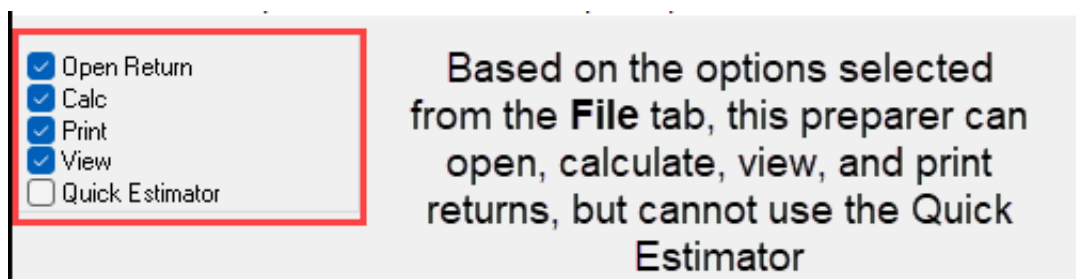 Open Return
Calc
Print
View
Quick Estimator
Based on the options selected
from the File tab, this preparer can
open, calculate, view, and print
returns, but cannot use the Quick
Estimator